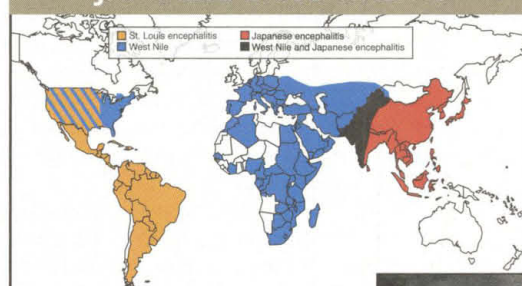 St. Louis encephalitis
Japanese encephalitis
West Nile
West Nile and Japanese encephalitis